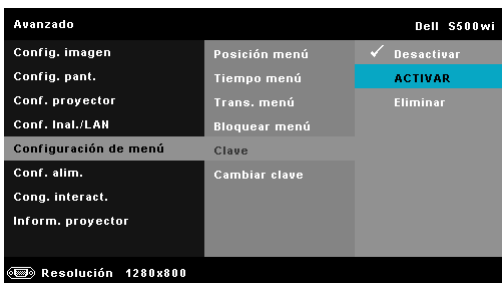 Avanzado Dell S500wi
Config. imagen Posición menú ✓ Desactivar
Config. pant. Tiempo menú ACTIVAR
Conf. proyector Trans. menú Eliminar
Conf. Inal./LAN Bloquear menú
Configuración de menú Clave
Conf. alim. Cambiar clave
Cong. interact.
Inform. proyector
Resolución 1280x800